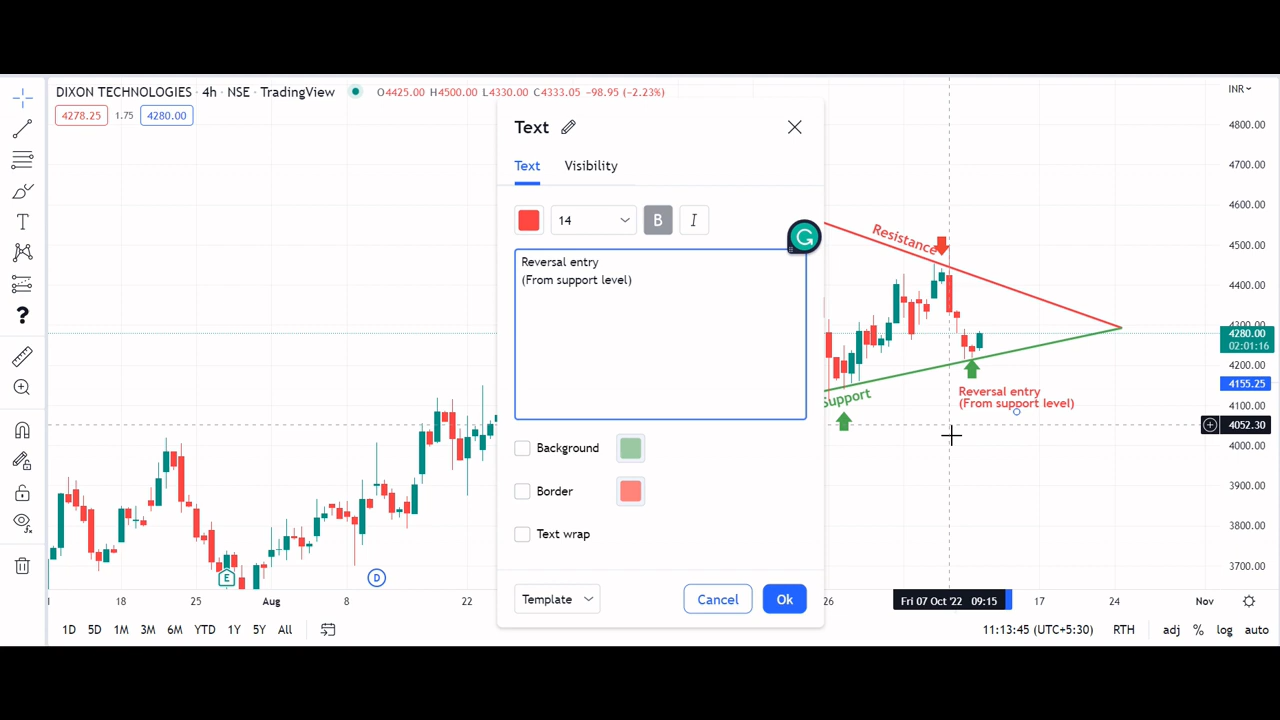 DIXON TECHNOLOGIES · 4h · NSE · TradingView
O4425.00 H4500.00 L4330.00 C4333.05 −98.95 (−2.23%)
INR
4278.25 1.75 4280.00
Text
Text Visibility
14 B I
Reversal entry
(From support level)
Background
Border
Text wrap
Template
Cancel
Ok
Resistance
Support
Reversal entry
(From support level)
4800.00
4700.00
4600.00
4500.00
4400.00
4300.00
4280.00
02:01:16
4200.00
4155.25
4100.00
4052.30
4000.00
3900.00
3800.00
3700.00
E
D
18 25 Aug 8 22 26 Fri 07 Oct '22 09:15 17 24 Nov
1D 5D 1M 3M 6M YTD 1Y 5Y All
11:13:45 (UTC+5:30) RTH adj % log auto